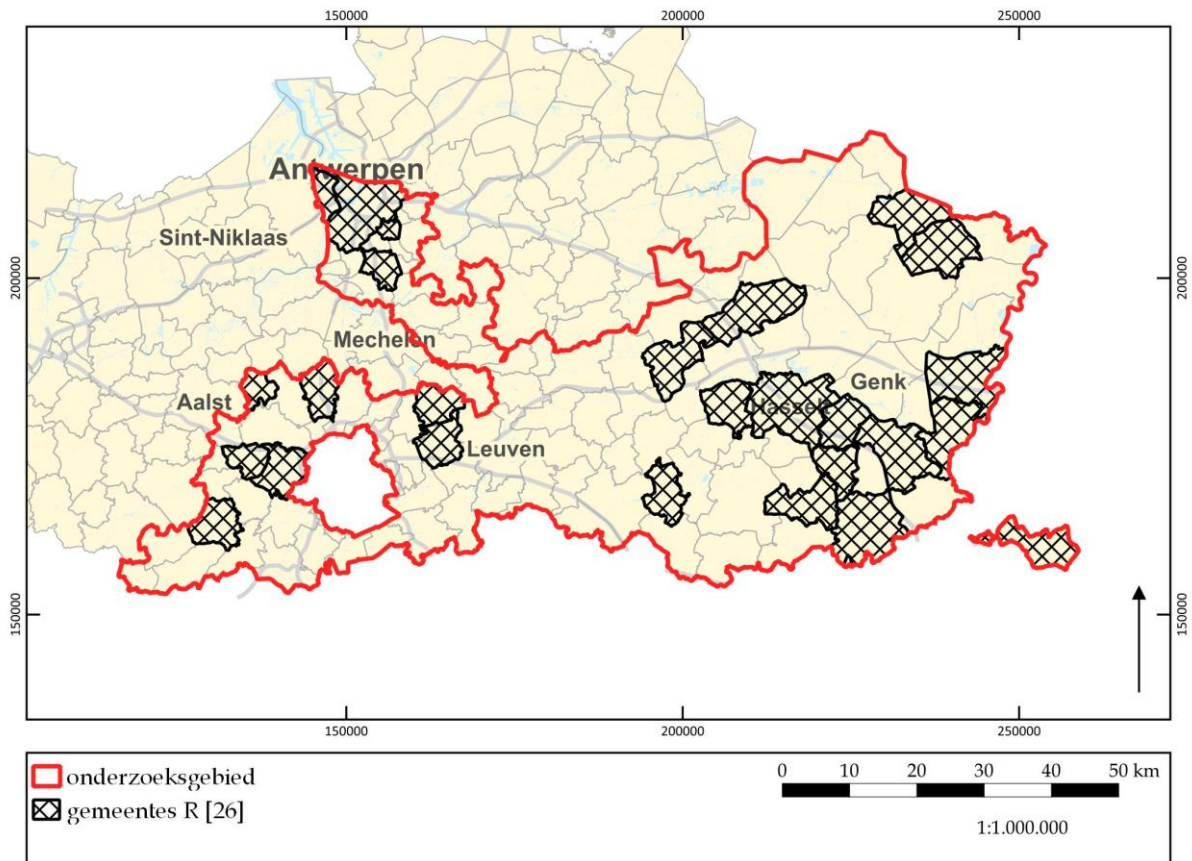 150000
200000
250000
Antwerpen
Sint-Niklaas
200000
200000
Mechelen
Genk
Aalst
Hasselt
Leuven
150000
150000
150000
200000
250000
onderzoeksgebied
gemeentes R [26]
0 10 20 30 40 50 km
1:1.000.000